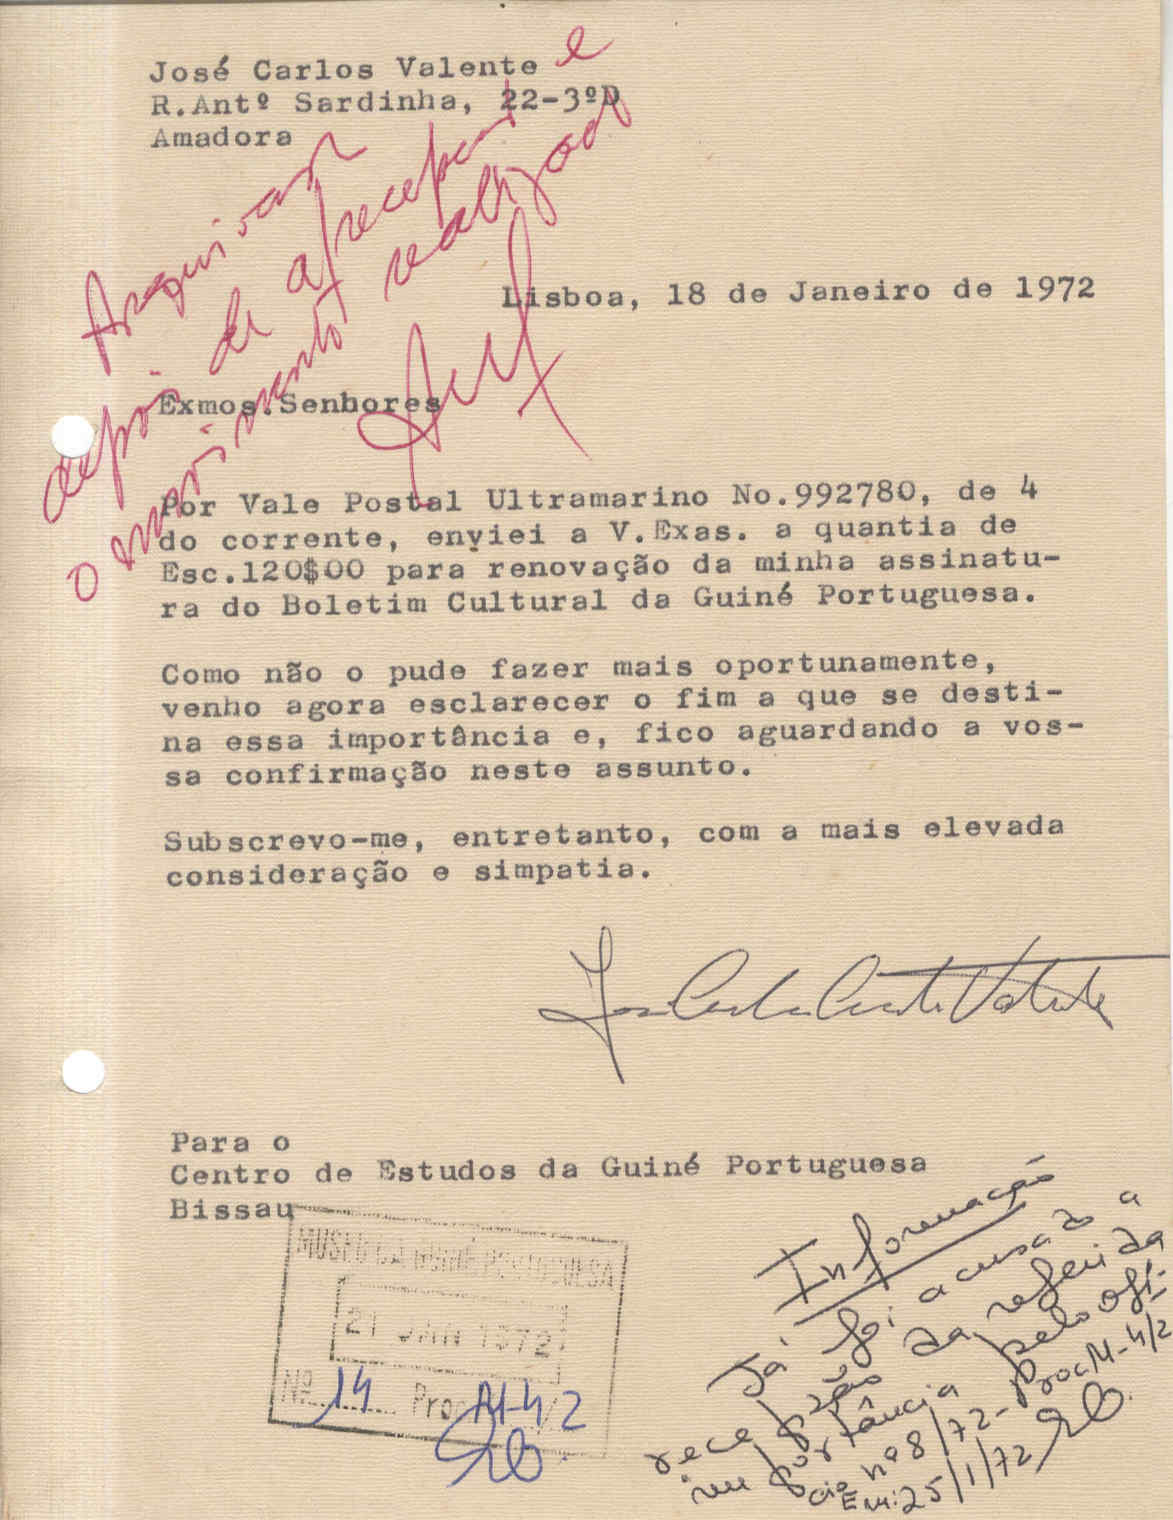 José Carlos Valente
R.Antº Sardinha, 22-3ºD
Amadora
Arquivar
depois de apreciar e
o movimento realizado
Lisboa, 18 de Janeiro de 1972
Exmos.Senhores
Por Vale Postal Ultramarino No.992780, de 4
do corrente, enviei a V.Exas. a quantia de
Esc.120$00 para renovação da minha assinatu-
ra do Boletim Cultural da Guiné Portuguesa.
Como não o pude fazer mais oportunamente,
venho agora esclarecer o fim a que se desti-
na essa importância e, fico aguardando a vos-
sa confirmação neste assunto.
Subscrevo-me, entretanto, com a mais elevada
consideração e simpatia.
Para o
Centro de Estudos da Guiné Portuguesa
Bissau
MUSEU DA GUINÉ PORTUGUESA
21 JAN 1972
Nº 14 Proc. M-4/2
Informação
Já foi acusada a
recepção da referida
importância pelo ofí-
cio nº 8/72-Proc. M-4/2
Em: 25/1/72